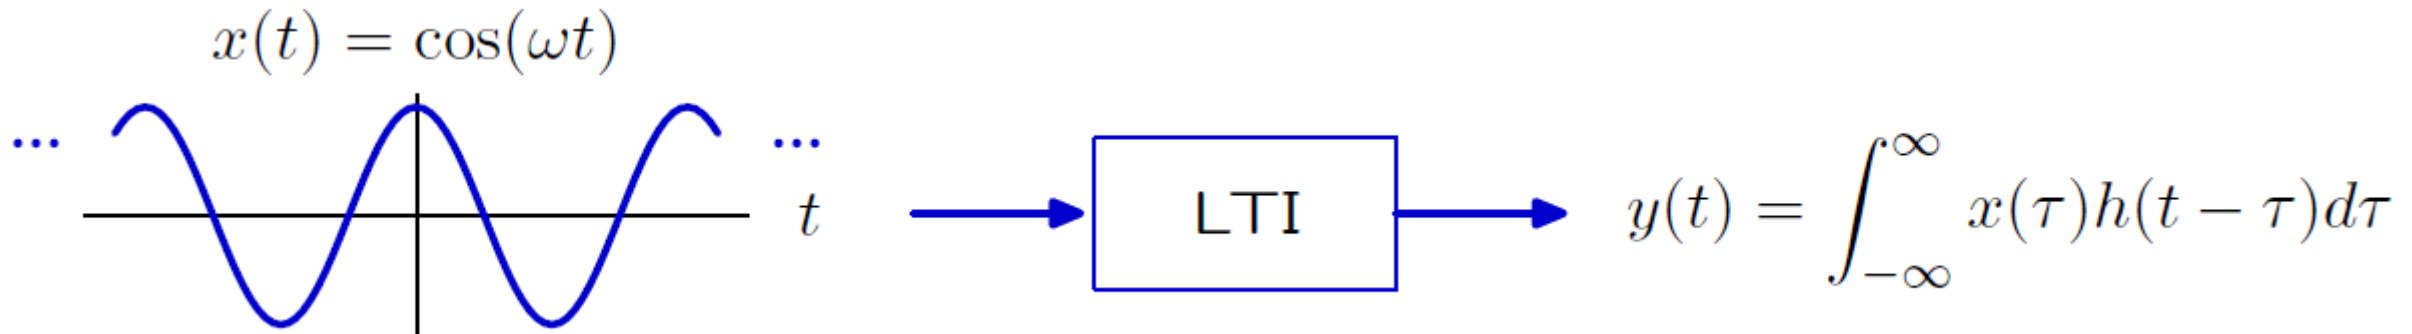 x(t) = cos(ωt)
... ...
t
LTI
y(t) = ∫_{-∞}^{∞} x(τ)h(t − τ)dτ